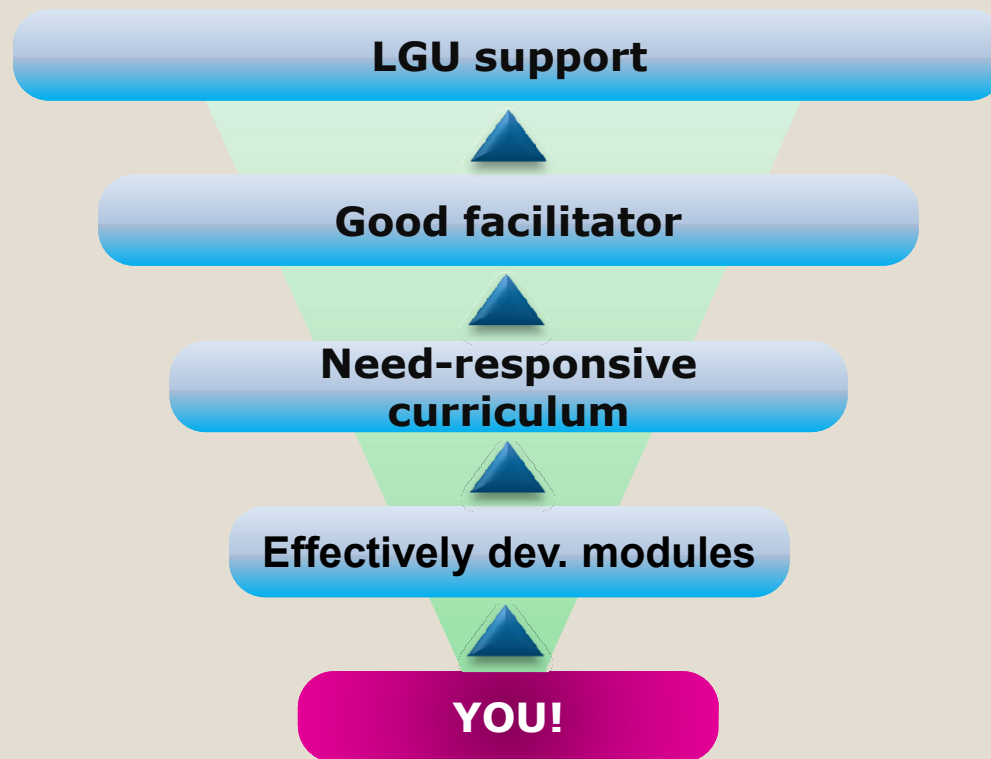 LGU support
Good facilitator
Need-responsive
curriculum
Effectively dev. modules
YOU!